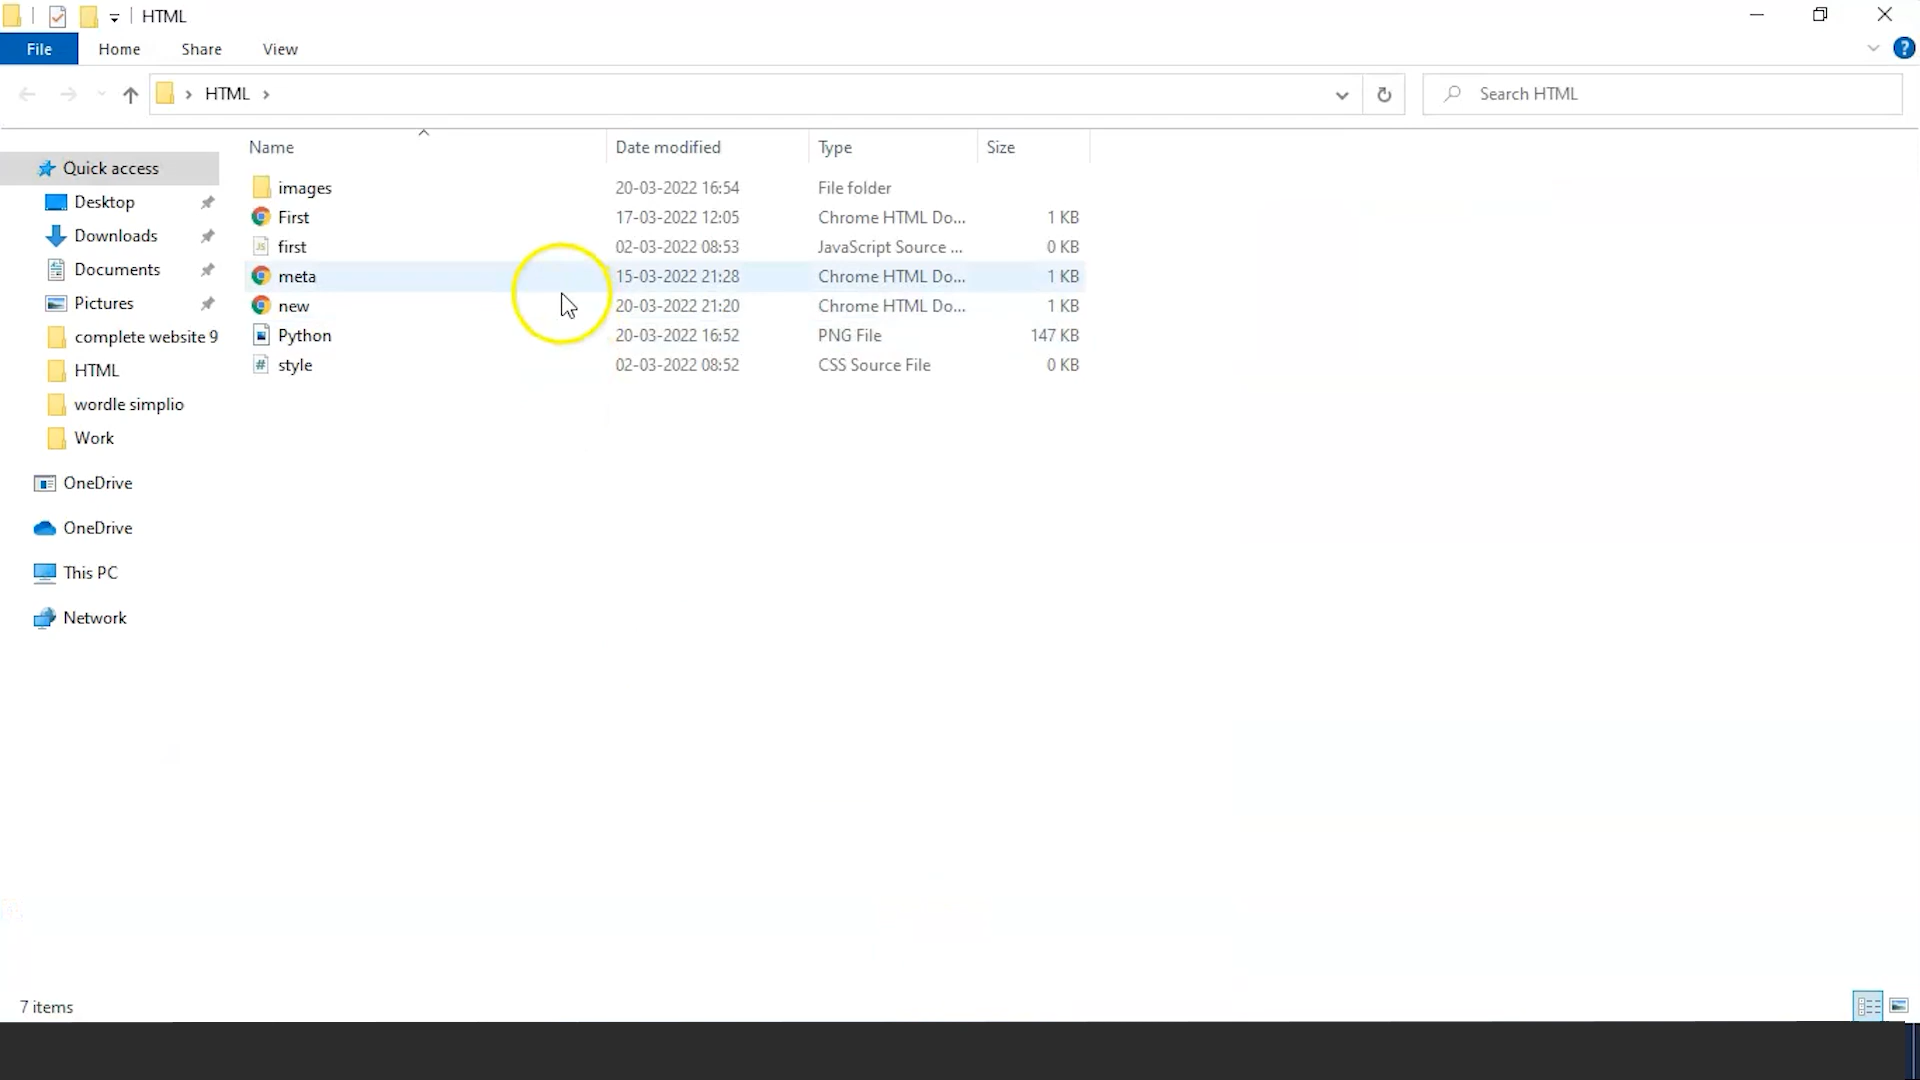 HTML
File Home Share View
HTML Search HTML
Name Date modified Type Size
Quick access
Desktop
Downloads
Documents
Pictures
complete website 9
HTML
wordle simplio
Work
OneDrive
OneDrive
This PC
Network
images 20-03-2022 16:54 File folder
First 17-03-2022 12:05 Chrome HTML Do... 1 KB
first 02-03-2022 08:53 JavaScript Source ... 0 KB
meta 15-03-2022 21:28 Chrome HTML Do... 1 KB
new 20-03-2022 21:20 Chrome HTML Do... 1 KB
Python 20-03-2022 16:52 PNG File 147 KB
style 02-03-2022 08:52 CSS Source File 0 KB
7 items